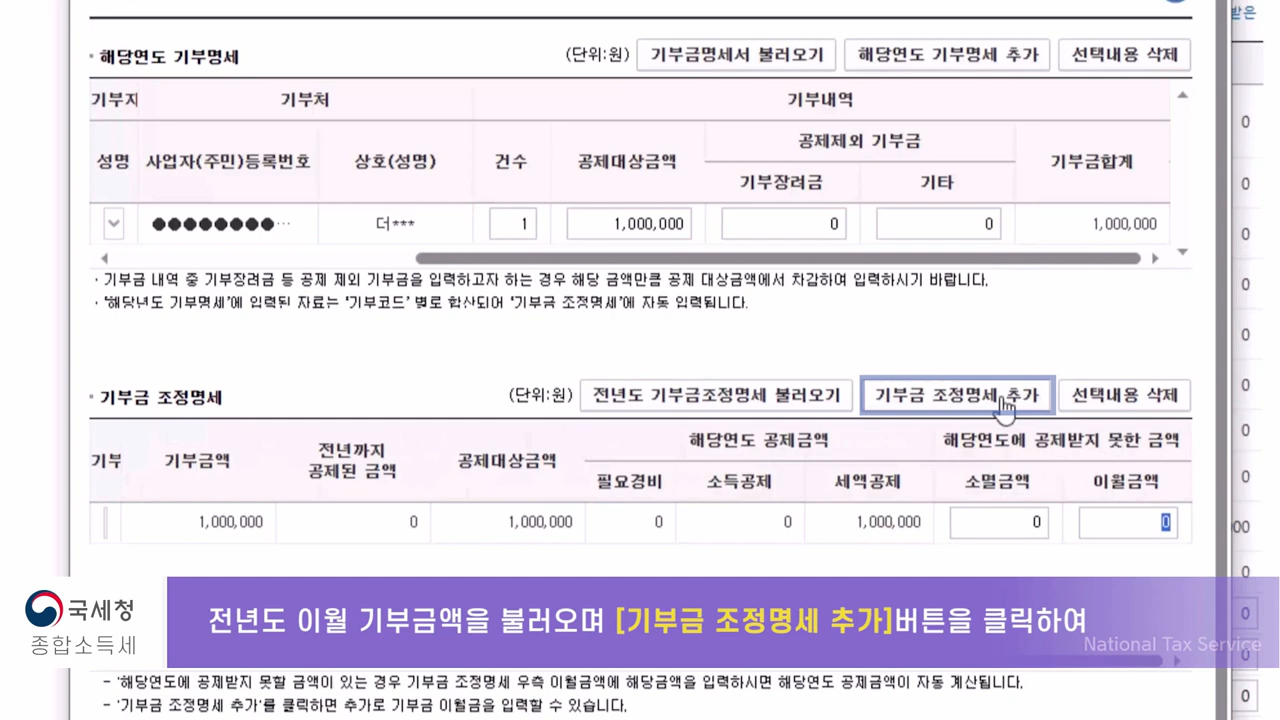 받은
· 해당연도 기부명세 (단위:원) 기부금명세서 불러오기 해당연도 기부명세 추가 선택내용 삭제
기부자 기부처 기부내역
성명 사업자(주민)등록번호 상호(성명) 건수 공제대상금액 공제제외 기부금 기부금합계
기부장려금 기타
●●●●●●●●… 더*** 1 1,000,000 0 0 1,000,000
· 기부금 내역 중 기부장려금 등 공제 제외 기부금을 입력하고자 하는 경우 해당 금액만큼 공제 대상금액에서 차감하여 입력하시기 바랍니다.
· '해당년도 기부명세'에 입력된 자료는 '기부코드' 별로 합산되어 '기부금 조정명세'에 자동 입력됩니다.
· 기부금 조정명세 (단위:원) 전년도 기부금조정명세 불러오기 기부금 조정명세 추가 선택내용 삭제
기부 기부금액 전년까지 공제된 금액 공제대상금액 해당연도 공제금액 해당연도에 공제받지 못한 금액
필요경비 소득공제 세액공제 소멸금액 이월금액
1,000,000 0 1,000,000 0 0 1,000,000 0 0
국세청
종합소득세
전년도 이월 기부금액을 불러오며 [기부금 조정명세 추가]버튼을 클릭하여
National Tax Service
- '해당연도에 공제받지 못할 금액이 있는 경우 기부금 조정명세 우측 이월금액에 해당금액을 입력하시면 해당연도 공제금액이 자동 계산됩니다.
- '기부금 조정명세 추가'를 클릭하면 추가로 기부금 이월금을 입력할 수 있습니다.
0
0
0
0
0
0
0
0
00
0
0
0
0